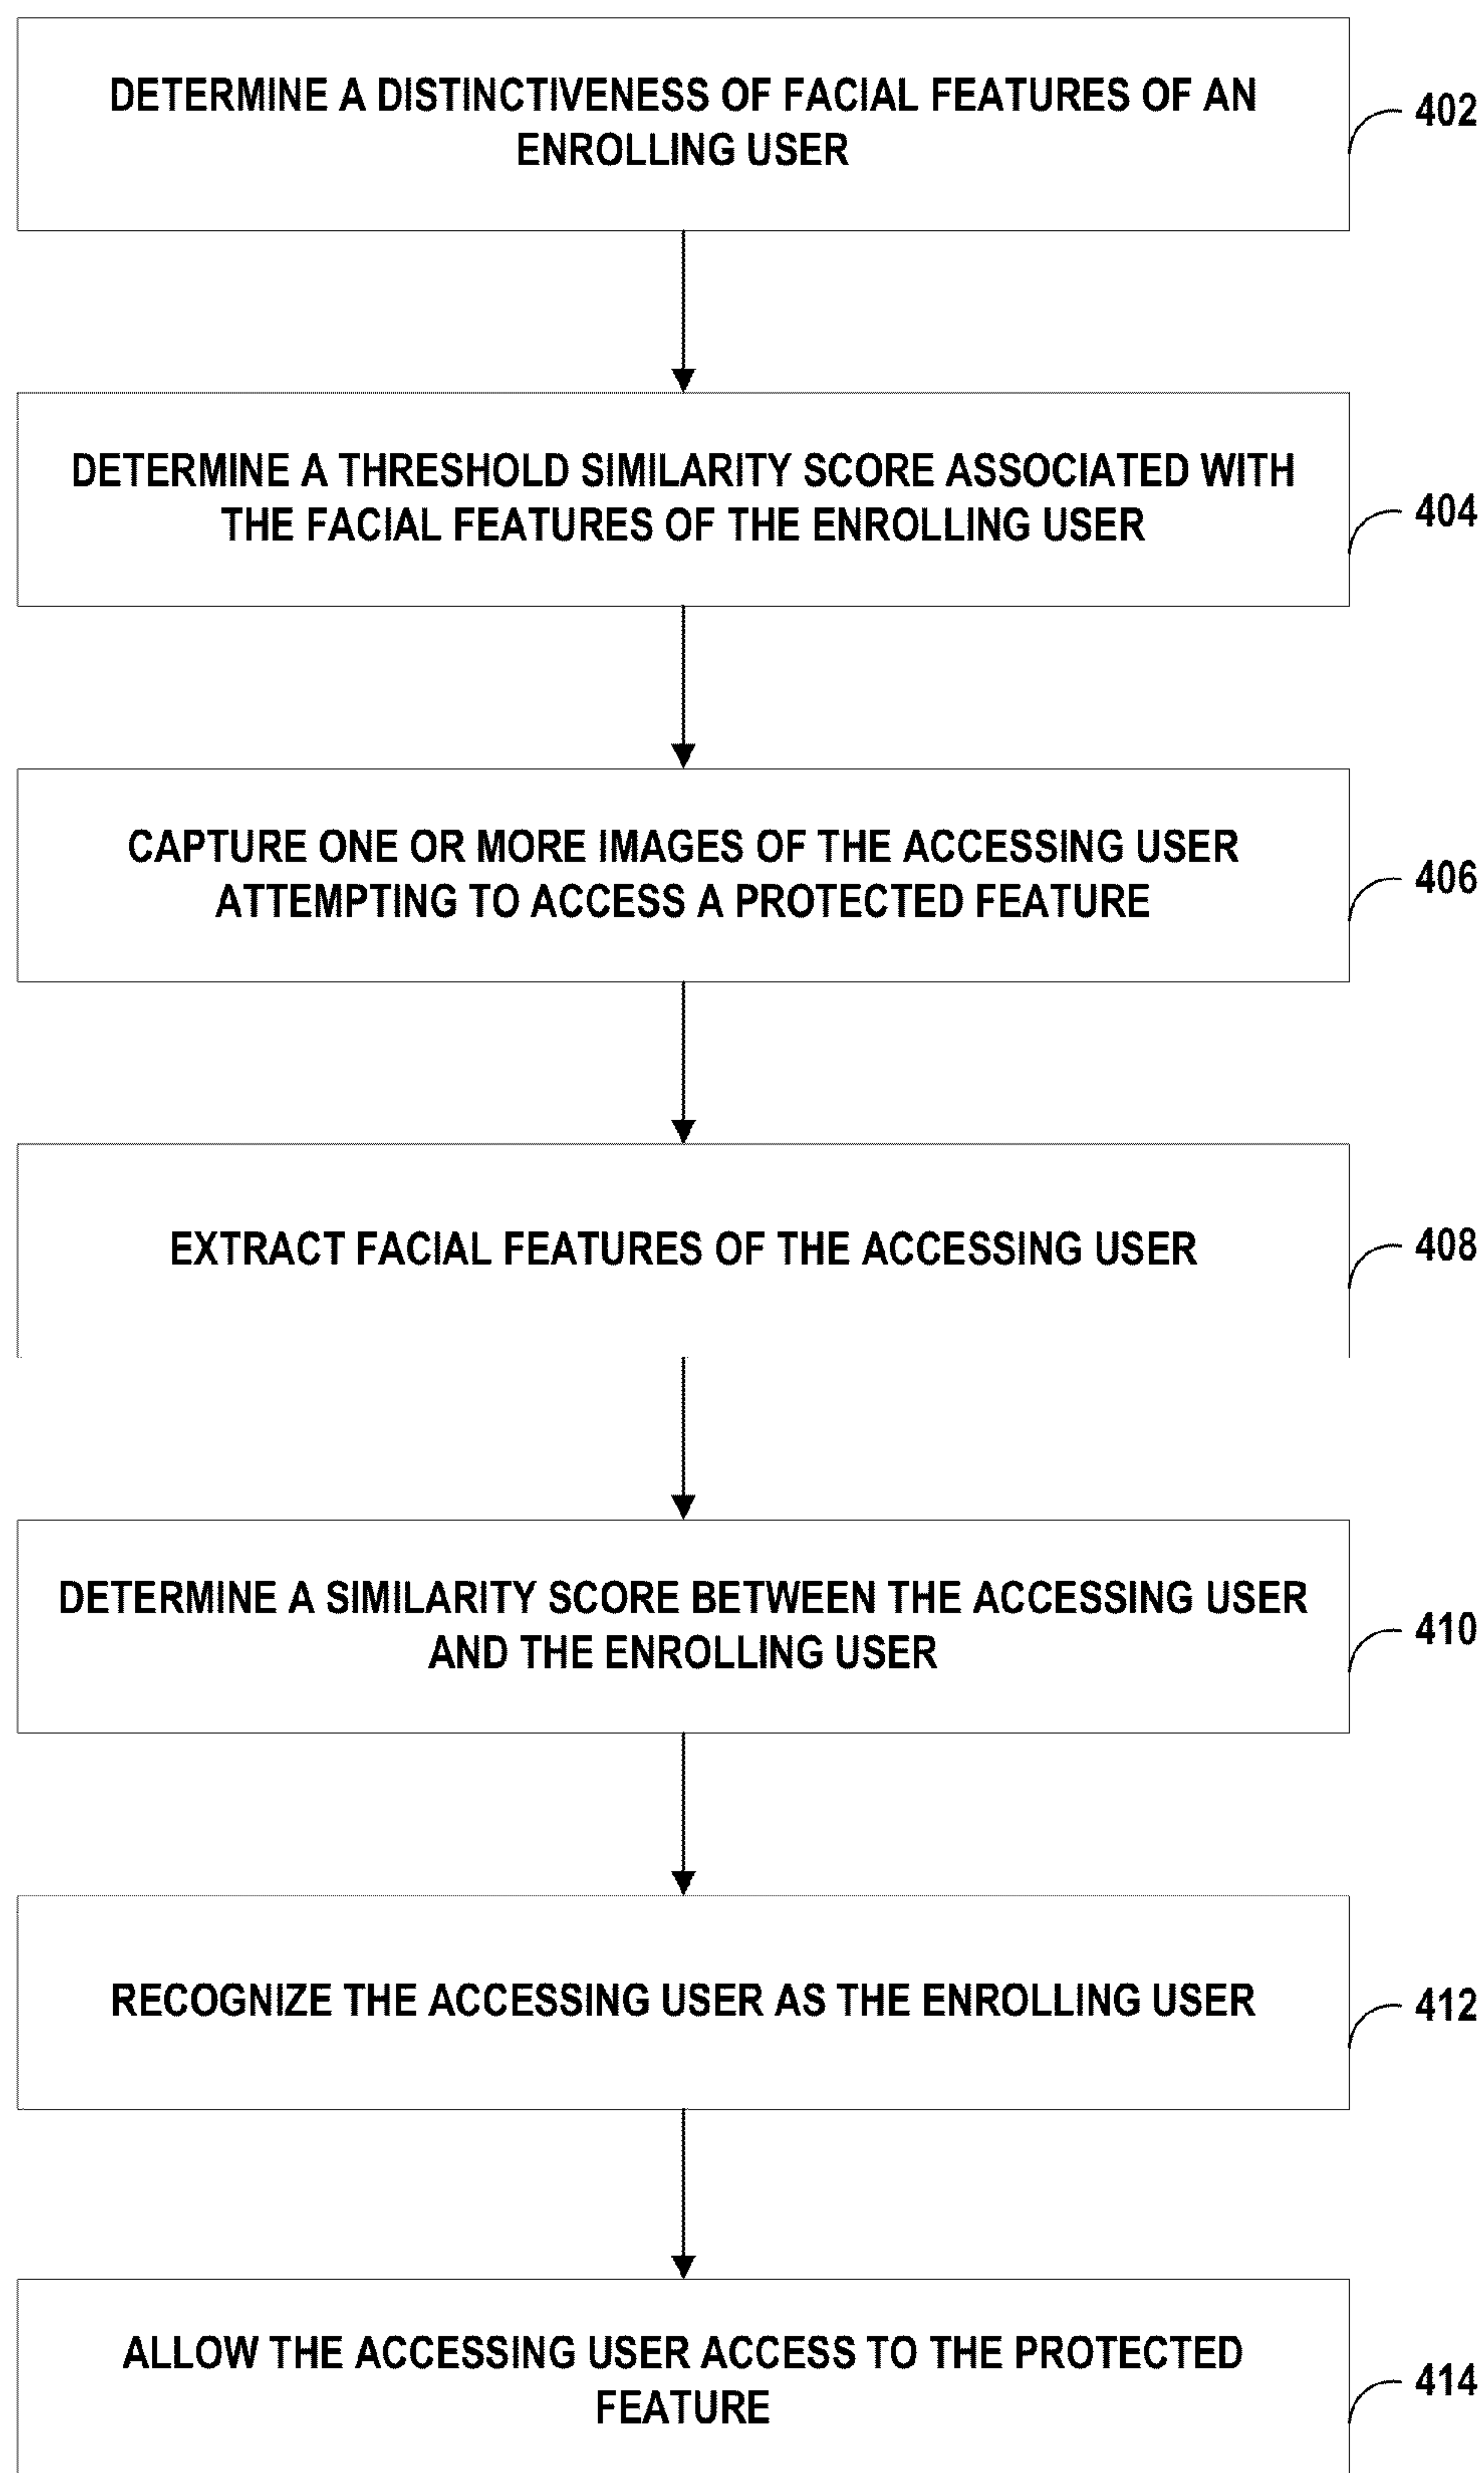 DETERMINE A DISTINCTIVENESS OF FACIAL FEATURES OF AN
ENROLLING USER
402
DETERMINE A THRESHOLD SIMILARITY SCORE ASSOCIATED WITH
THE FACIAL FEATURES OF THE ENROLLING USER
404
CAPTURE ONE OR MORE IMAGES OF THE ACCESSING USER
ATTEMPTING TO ACCESS A PROTECTED FEATURE
406
EXTRACT FACIAL FEATURES OF THE ACCESSING USER
408
DETERMINE A SIMILARITY SCORE BETWEEN THE ACCESSING USER
AND THE ENROLLING USER
410
RECOGNIZE THE ACCESSING USER AS THE ENROLLING USER
412
ALLOW THE ACCESSING USER ACCESS TO THE PROTECTED
FEATURE
414